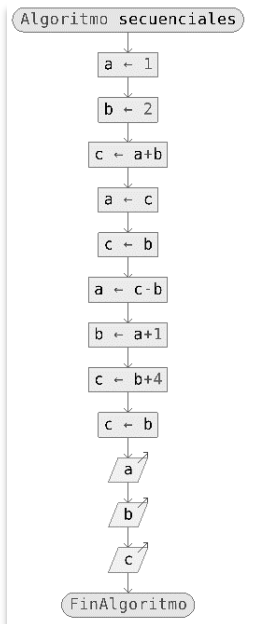 Algoritmo secuenciales
a ← 1
b ← 2
c ← a+b
a ← c
c ← b
a ← c-b
b ← a+1
c ← b+4
c ← b
a
b
c
FinAlgoritmo